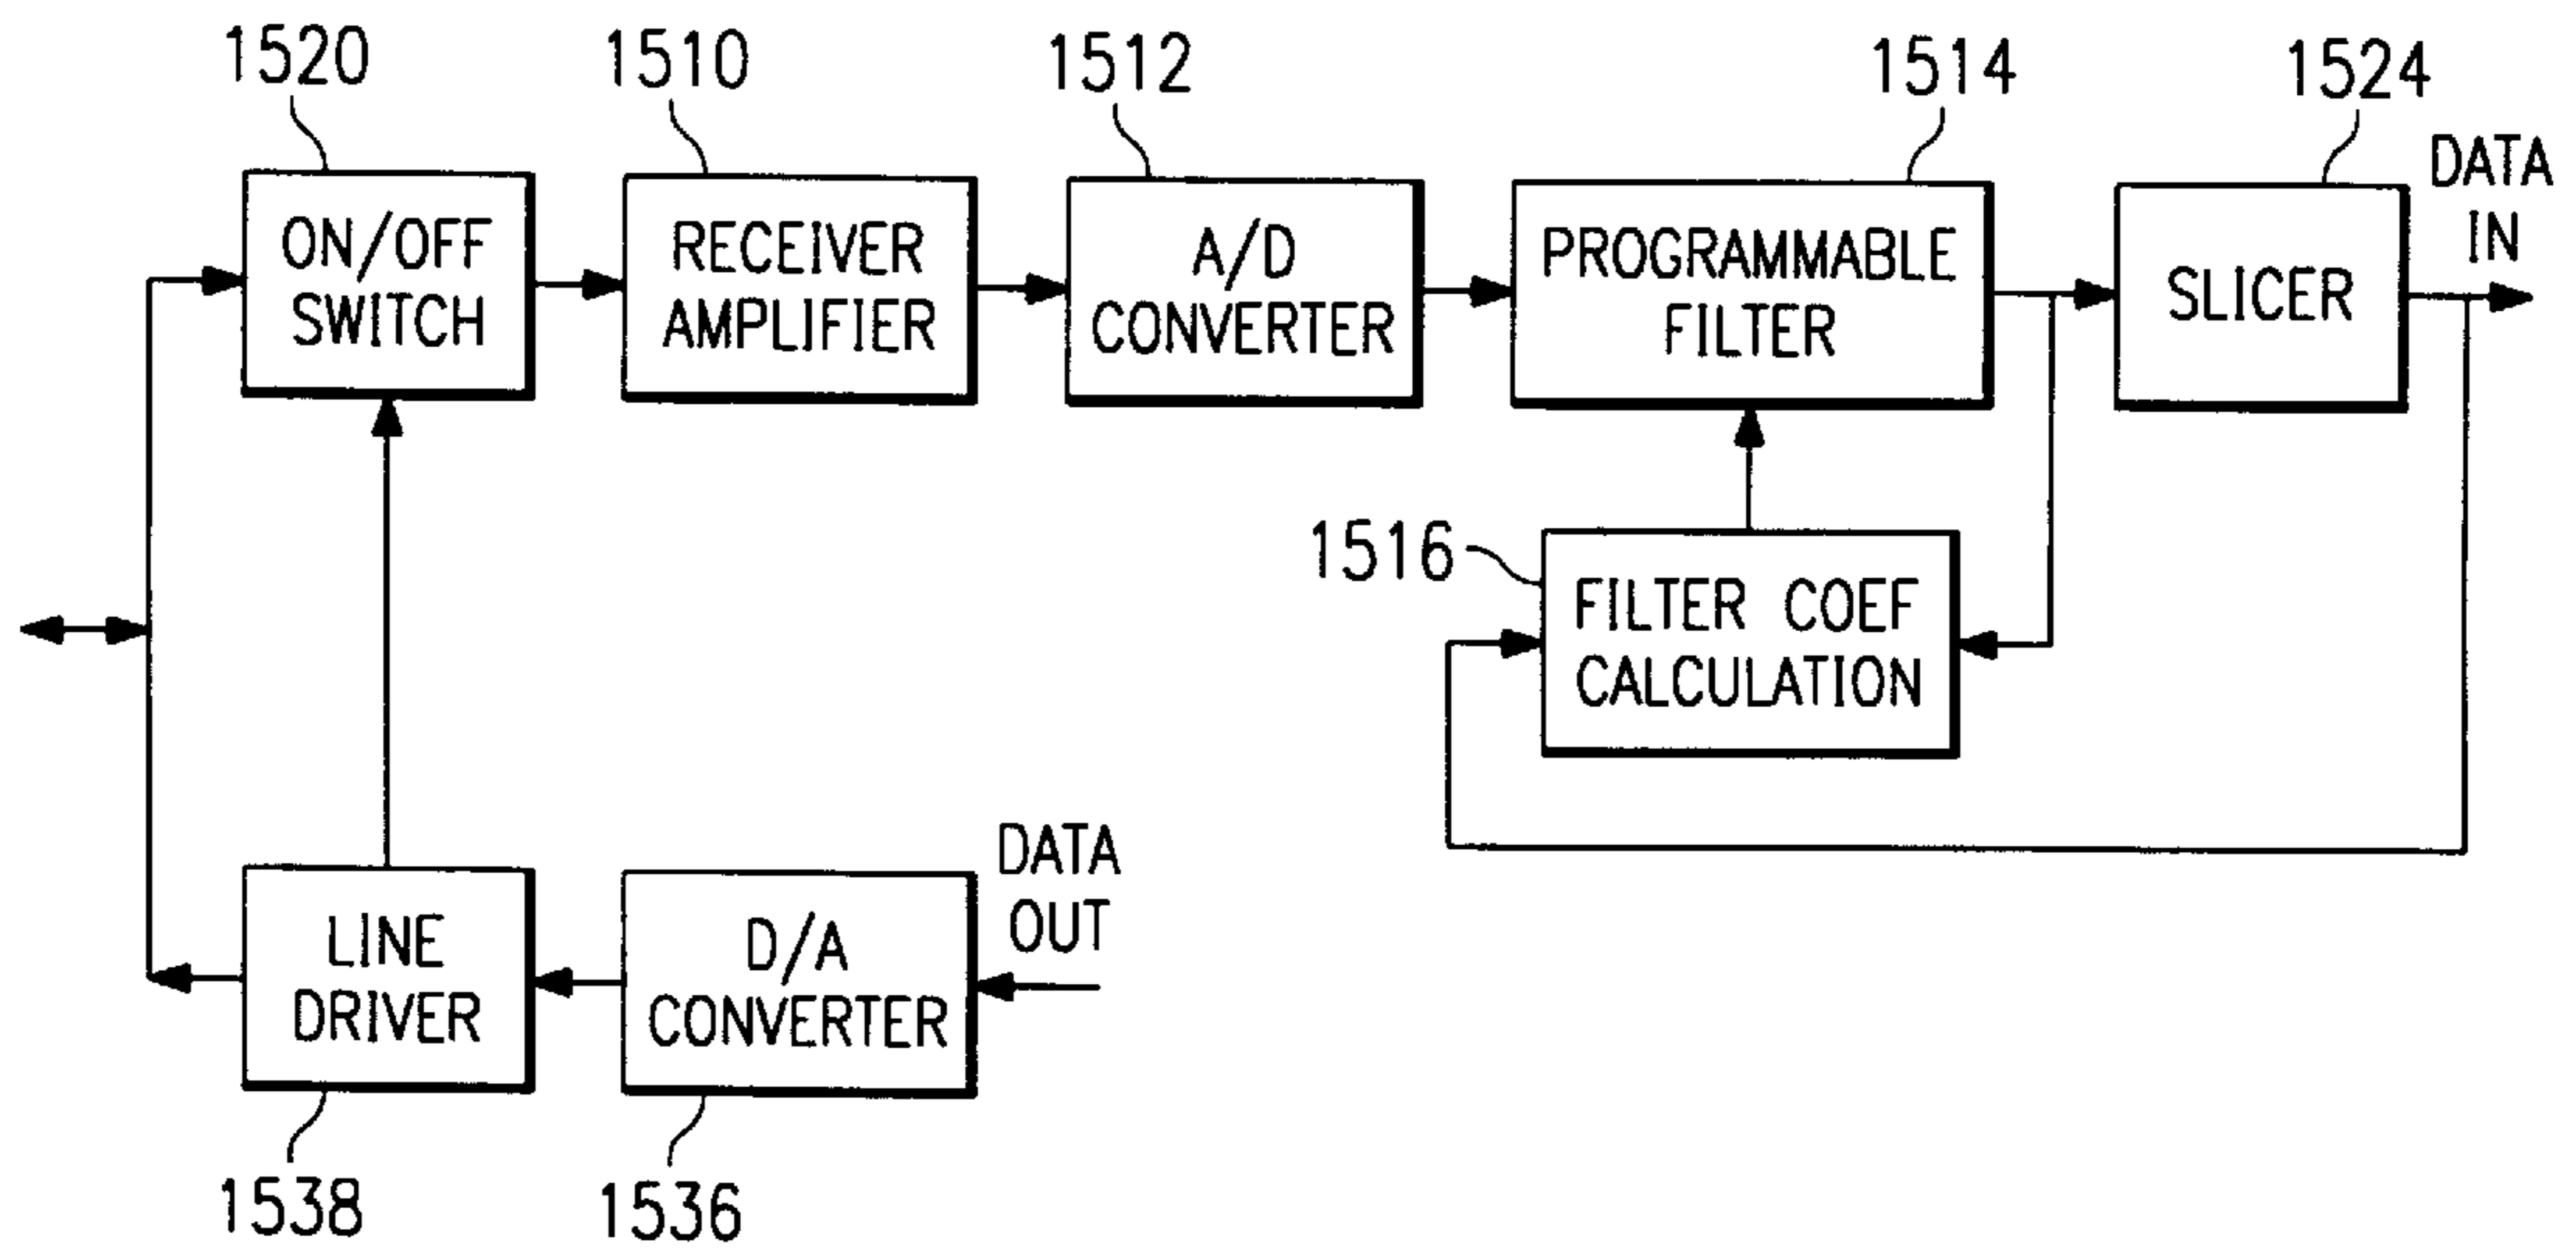 1520
1510
1512
1514
1524
DATA
IN
ON/OFF
SWITCH
RECEIVER
AMPLIFIER
A/D
CONVERTER
PROGRAMMABLE
FILTER
SLICER
1516
FILTER COEF
CALCULATION
DATA
OUT
LINE
DRIVER
D/A
CONVERTER
1538
1536